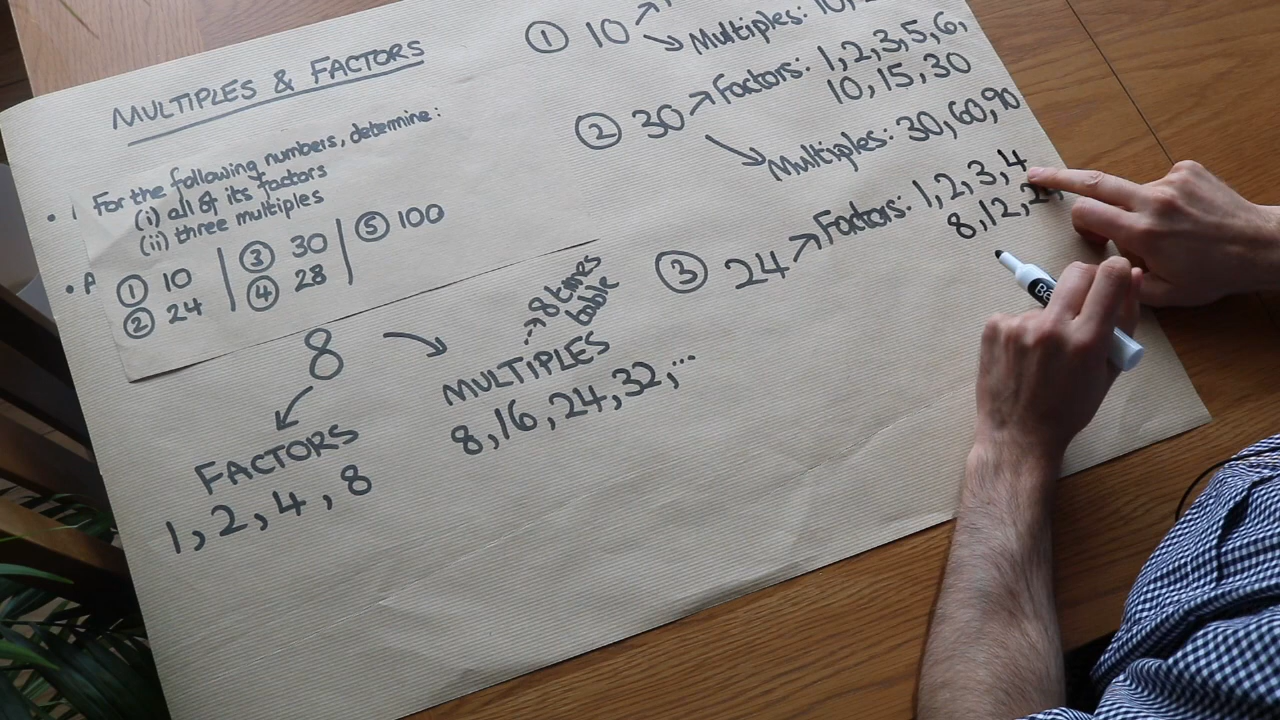 MULTIPLES & FACTORS
For the following numbers, determine:
(i) all of its factors
(ii) three multiples
① 10
② 24
③ 30
④ 28
⑤ 100
8
FACTORS
1, 2, 4, 8
8 times
table
MULTIPLES
8, 16, 24, 32, ...
① 10
Multiples: 10,
② 30 Factors: 1, 2, 3, 5, 6,
10, 15, 30
Multiples: 30, 60, 90
③ 24 Factors: 1, 2, 3, 4
8, 12, 24